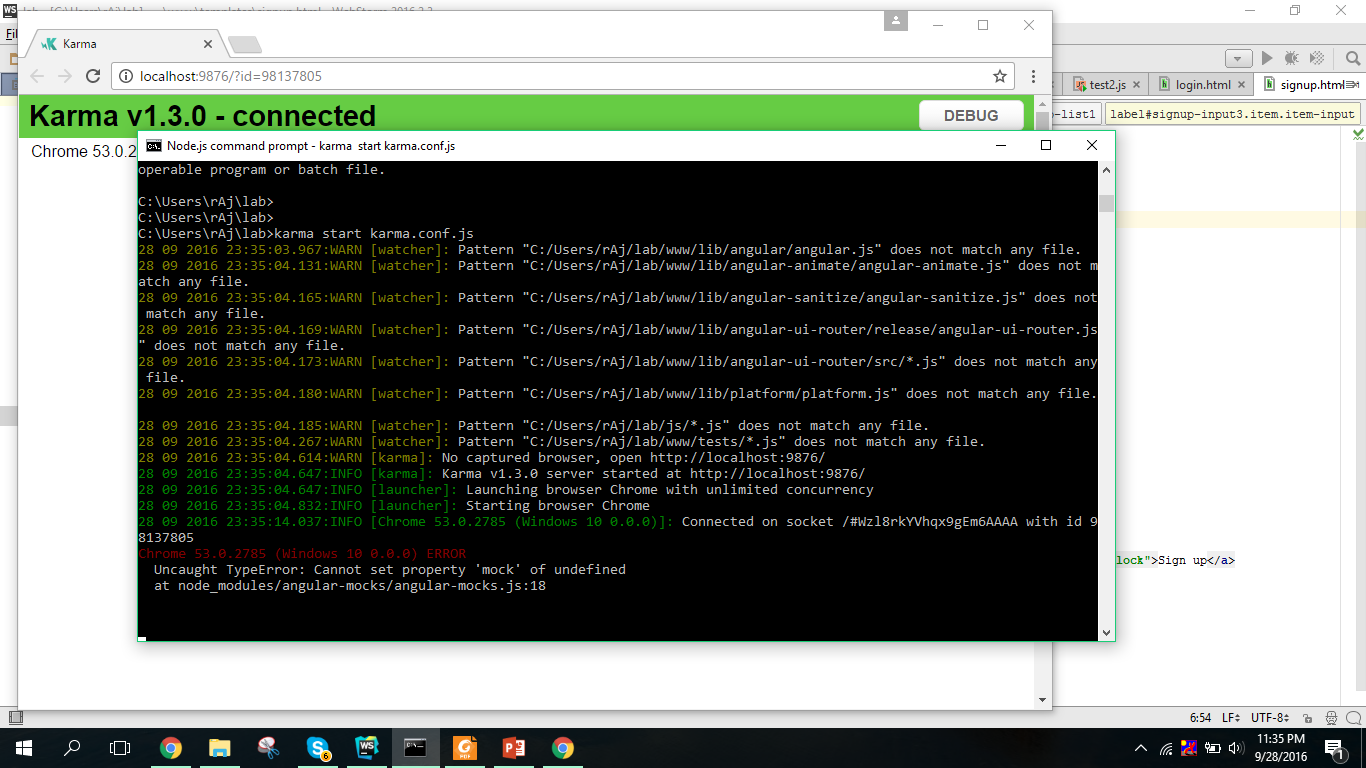 Karma
localhost:9876/?id=98137805
test2.js
login.html
signup.html
Karma v1.3.0 - connected
DEBUG
-list1
label#signup-input3.item.item-input
Chrome 53.0.2
Node.js command prompt - karma  start karma.conf.js
operable program or batch file.
C:\Users\rAj\lab>
C:\Users\rAj\lab>
C:\Users\rAj\lab>karma start karma.conf.js
28 09 2016 23:35:03.967:WARN [watcher]: Pattern "C:/Users/rAj/lab/www/lib/angular/angular.js" does not match any file.
28 09 2016 23:35:04.131:WARN [watcher]: Pattern "C:/Users/rAj/lab/www/lib/angular-animate/angular-animate.js" does not m
atch any file.
28 09 2016 23:35:04.165:WARN [watcher]: Pattern "C:/Users/rAj/lab/www/lib/angular-sanitize/angular-sanitize.js" does not
 match any file.
28 09 2016 23:35:04.169:WARN [watcher]: Pattern "C:/Users/rAj/lab/www/lib/angular-ui-router/release/angular-ui-router.js
" does not match any file.
28 09 2016 23:35:04.173:WARN [watcher]: Pattern "C:/Users/rAj/lab/www/lib/angular-ui-router/src/*.js" does not match any
 file.
28 09 2016 23:35:04.180:WARN [watcher]: Pattern "C:/Users/rAj/lab/www/lib/platform/platform.js" does not match any file.
28 09 2016 23:35:04.185:WARN [watcher]: Pattern "C:/Users/rAj/lab/js/*.js" does not match any file.
28 09 2016 23:35:04.267:WARN [watcher]: Pattern "C:/Users/rAj/lab/www/tests/*.js" does not match any file.
28 09 2016 23:35:04.614:WARN [karma]: No captured browser, open http://localhost:9876/
28 09 2016 23:35:04.647:INFO [karma]: Karma v1.3.0 server started at http://localhost:9876/
28 09 2016 23:35:04.647:INFO [launcher]: Launching browser Chrome with unlimited concurrency
28 09 2016 23:35:04.832:INFO [launcher]: Starting browser Chrome
28 09 2016 23:35:14.037:INFO [Chrome 53.0.2785 (Windows 10 0.0.0)]: Connected on socket /#Wzl8rkYVhqx9gEm6AAAA with id 9
8137805
Chrome 53.0.2785 (Windows 10 0.0.0) ERROR
  Uncaught TypeError: Cannot set property 'mock' of undefined
  at node_modules/angular-mocks/angular-mocks.js:18
lock">Sign up</a>
6:54 LF÷ UTF-8÷
11:35 PM
9/28/2016